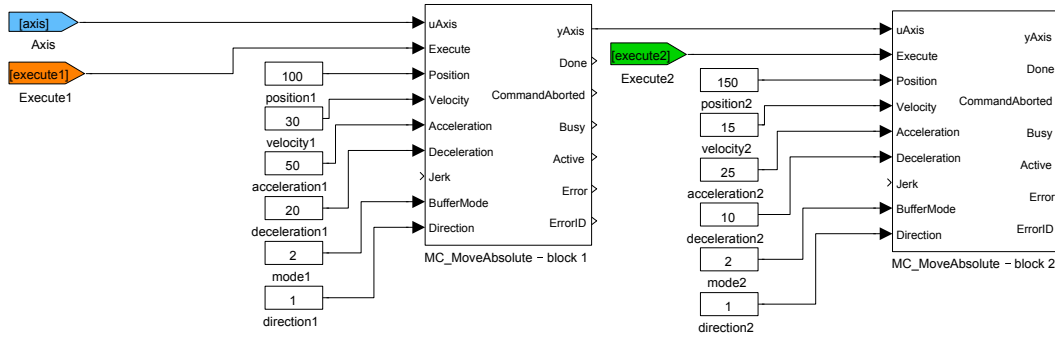 [axis]
Axis
[execute1]
Execute1
100
position1
30
velocity1
50
acceleration1
20
deceleration1
2
mode1
1
direction1
uAxis
Execute
Position
Velocity
Acceleration
Deceleration
Jerk
BufferMode
Direction
yAxis
Done
CommandAborted
Busy
Active
Error
ErrorID
MC_MoveAbsolute − block 1
[execute2]
Execute2
150
position2
15
velocity2
25
acceleration2
10
deceleration2
2
mode2
1
direction2
uAxis
Execute
Position
Velocity
Acceleration
Deceleration
Jerk
BufferMode
Direction
yAxis
Done
CommandAborted
Busy
Active
Error
ErrorID
MC_MoveAbsolute − block 2